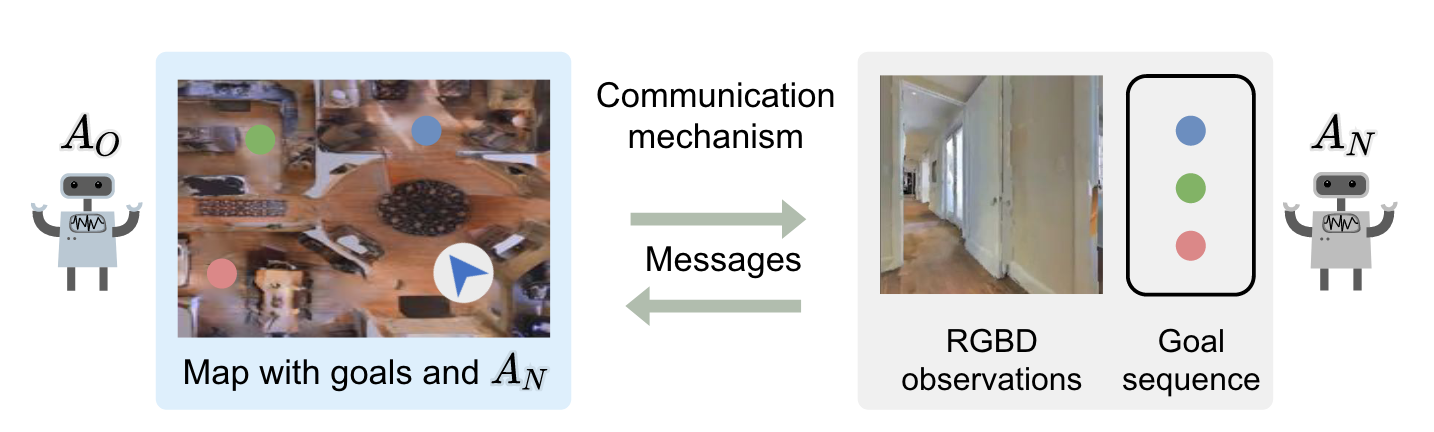 A_O
Communication
mechanism
Messages
Map with goals and A_N
RGBD
observations
Goal
sequence
A_N